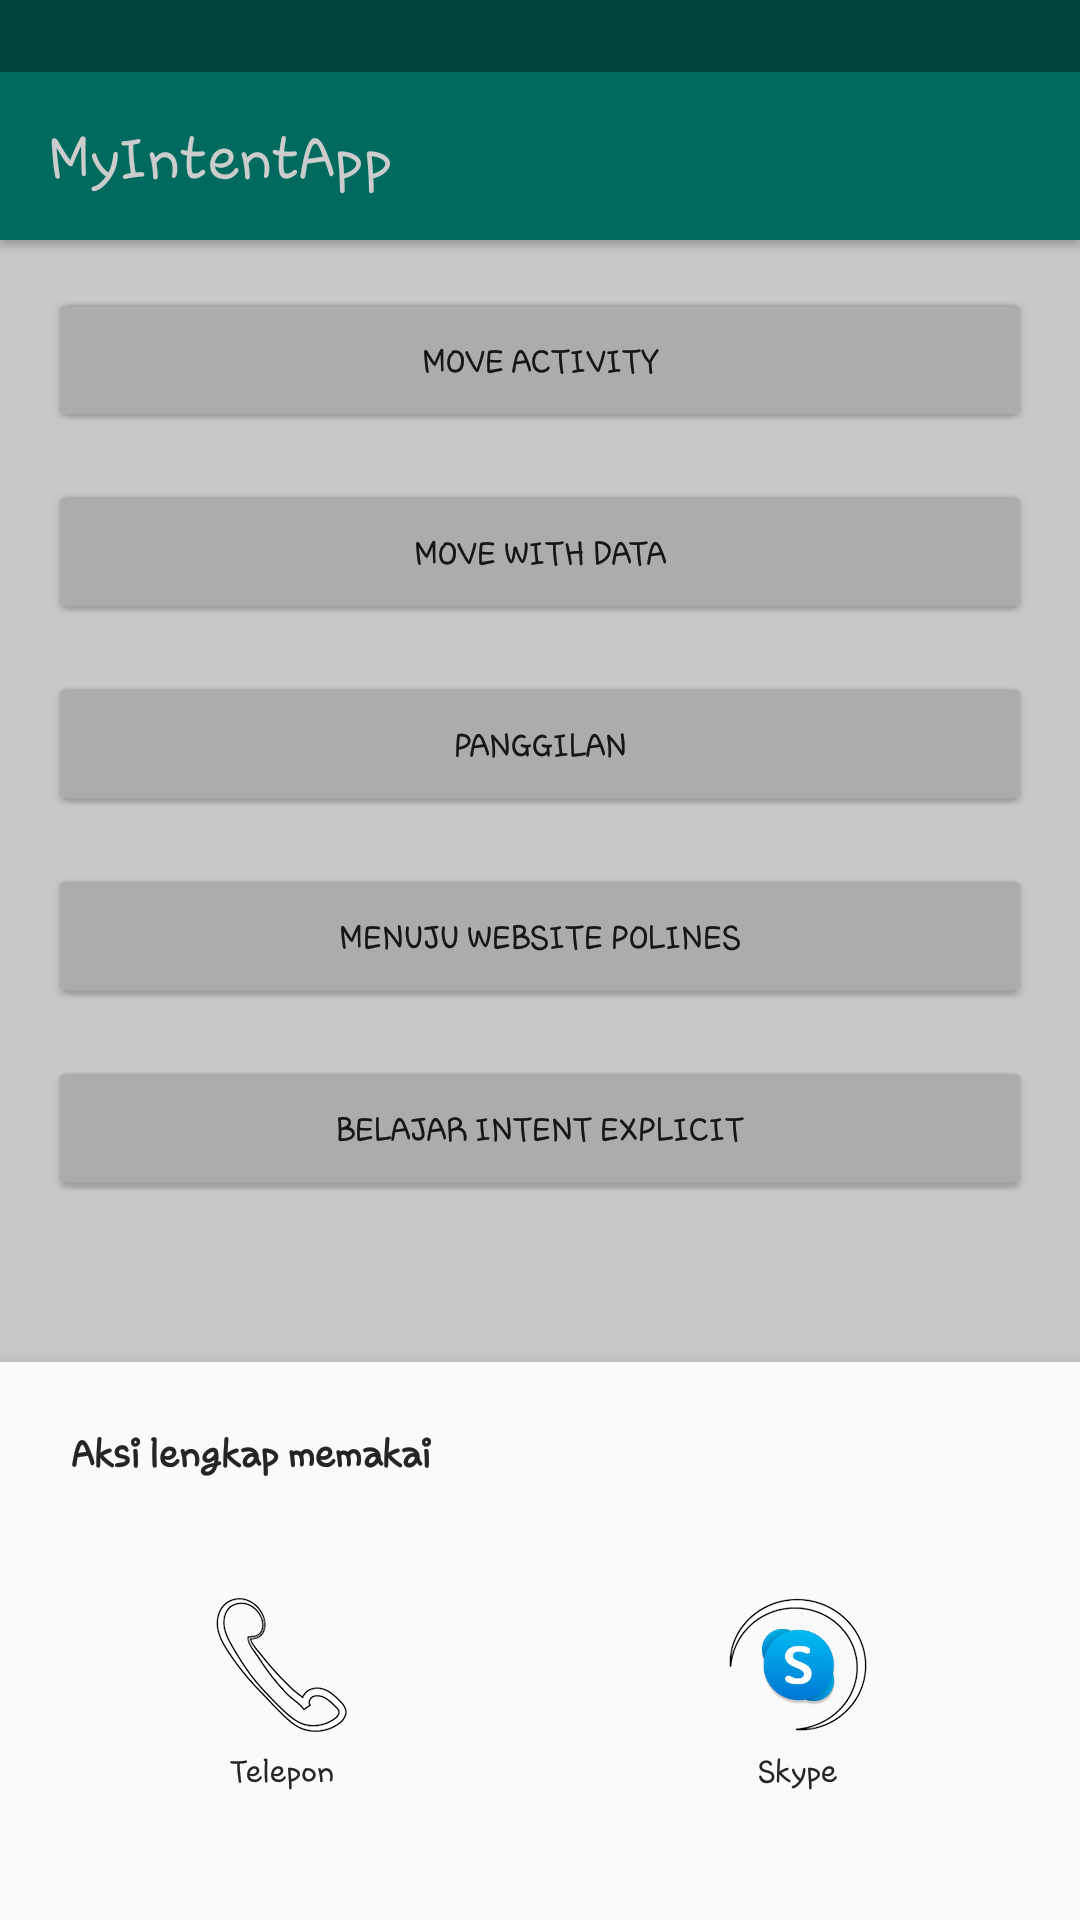 MyIntentApp
MOVE ACTIVITY
MOVE WITH DATA
PANGGILAN
MENUJU WEBSITE POLINES
BELAJAR INTENT EXPLICIT
Aksi lengkap memakai
S
Telepon
Skype